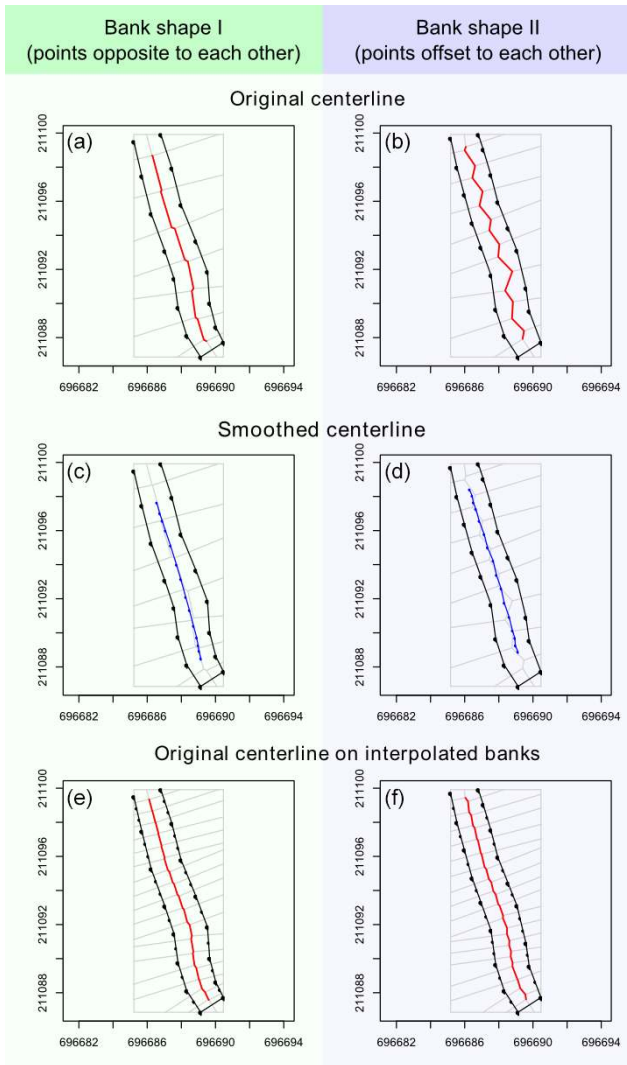 Bank shape I
(points opposite to each other)
Bank shape II
(points offset to each other)
Original centerline
(a)
211100
211096
211092
211088
696682 696686 696690 696694
(b)
211100
211096
211092
211088
696682 696686 696690 696694
Smoothed centerline
(c)
211100
211096
211092
211088
696682 696686 696690 696694
(d)
211100
211096
211092
211088
696682 696686 696690 696694
Original centerline on interpolated banks
(e)
211100
211096
211092
211088
696682 696686 696690 696694
(f)
211100
211096
211092
211088
696682 696686 696690 696694